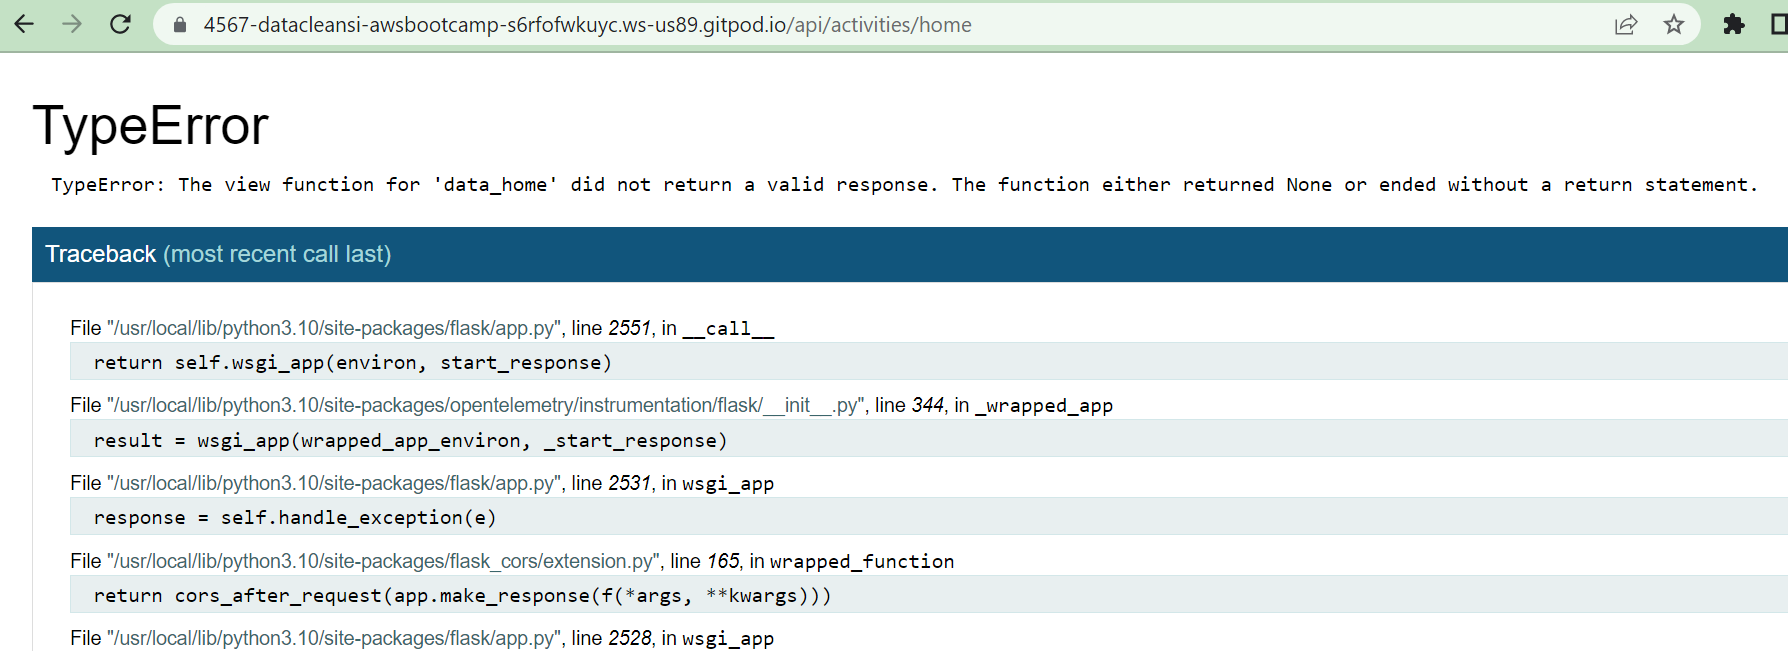 4567-datacleansi-awsbootcamp-s6rfofwkuyc.ws-us89.gitpod.io/api/activities/home
TypeError
TypeError: The view function for 'data_home' did not return a valid response. The function either returned None or ended without a return statement.
Traceback (most recent call last)
File "/usr/local/lib/python3.10/site-packages/flask/app.py", line 2551, in __call__
return self.wsgi_app(environ, start_response)
File "/usr/local/lib/python3.10/site-packages/opentelemetry/instrumentation/flask/__init__.py", line 344, in _wrapped_app
result = wsgi_app(wrapped_app_environ, _start_response)
File "/usr/local/lib/python3.10/site-packages/flask/app.py", line 2531, in wsgi_app
response = self.handle_exception(e)
File "/usr/local/lib/python3.10/site-packages/flask_cors/extension.py", line 165, in wrapped_function
return cors_after_request(app.make_response(f(*args, **kwargs)))
File "/usr/local/lib/python3.10/site-packages/flask/app.py", line 2528, in wsgi_app